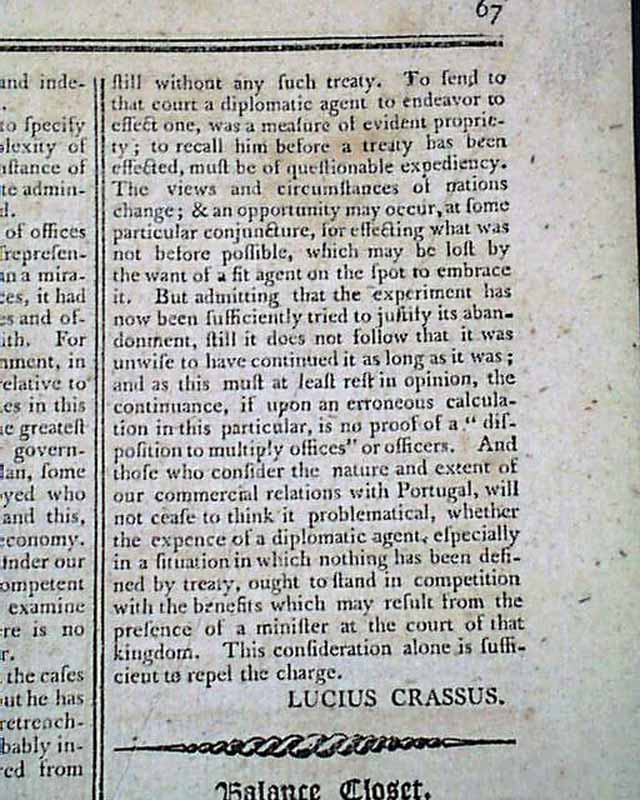 67
and inde-
.
to ſpecify
plexity of
nſtance of
te admin-
d.
of offices
repreſen-
an a mira-
ces, it had
es and of-
ith. For
nment, in
relative to
es in this
e greateſt
govern-
lan, ſome
yed who
and this,
economy.
Under our
ompetent
examine
re is no
r.
the caſes
out he has
retrench-
bably in-
red from
ſtill without any ſuch treaty. To ſend to
that court a diplomatic agent to endeavor to
effect one, was a meaſure of evident proprie-
ty; to recall him before a treaty has been
effected, muſt be of queſtionable expediency.
The views and circumſtances of nations
change; & an opportunity may occur, at ſome
particular conjuncture, for effecting what was
not before poſſible, which may be loſt by
the want of a fit agent on the ſpot to embrace
it. But admitting that the experiment has
now been ſufficiently tried to juſtify its aban-
donment, ſtill it does not follow that it was
unwiſe to have continued it as long as it was;
and as this muſt at leaſt reſt in opinion, the
continuance, if upon an erroneous calcula-
tion in this particular, is no proof of a "diſ-
poſition to multiply offices" or officers. And
thoſe who conſider the nature and extent of
our commercial relations with Portugal, will
not ceaſe to think it problematical, whether
the expence of a diplomatic agent, eſpecially
in a ſituation in which nothing has been defi-
ned by treaty, ought to ſtand in competition
with the benefits which may reſult from the
preſence of a miniſter at the court of that
kingdom. This conſideration alone is ſuffi-
cient to repel the charge.
LUCIUS CRASSUS.
Balance Cloſet.